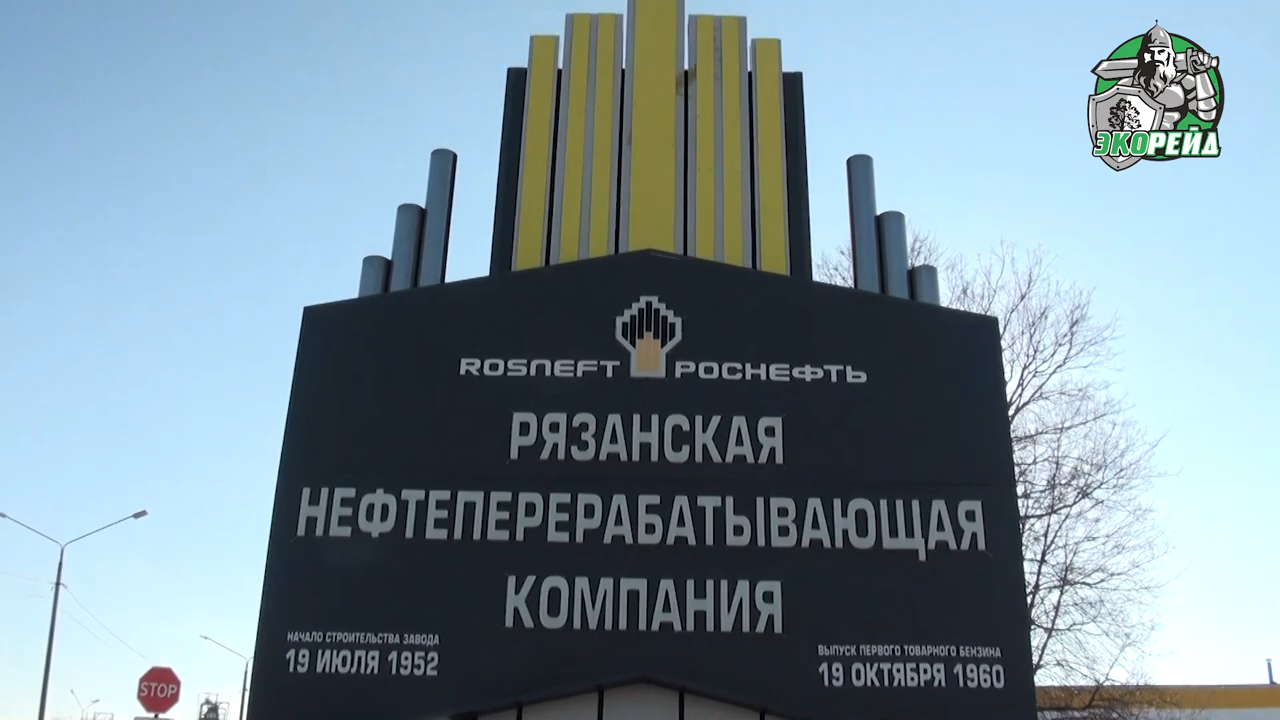 ЭКОРЕЙД
ROSNEFT РОСНЕФТЬ
РЯЗАНСКАЯ
НЕФТЕПЕРЕРАБАТЫВАЮЩАЯ
КОМПАНИЯ
НАЧАЛО СТРОИТЕЛЬСТВА ЗАВОДА
19 ИЮЛЯ 1952
ВЫПУСК ПЕРВОГО ТОВАРНОГО БЕНЗИНА
19 ОКТЯБРЯ 1960
STOP